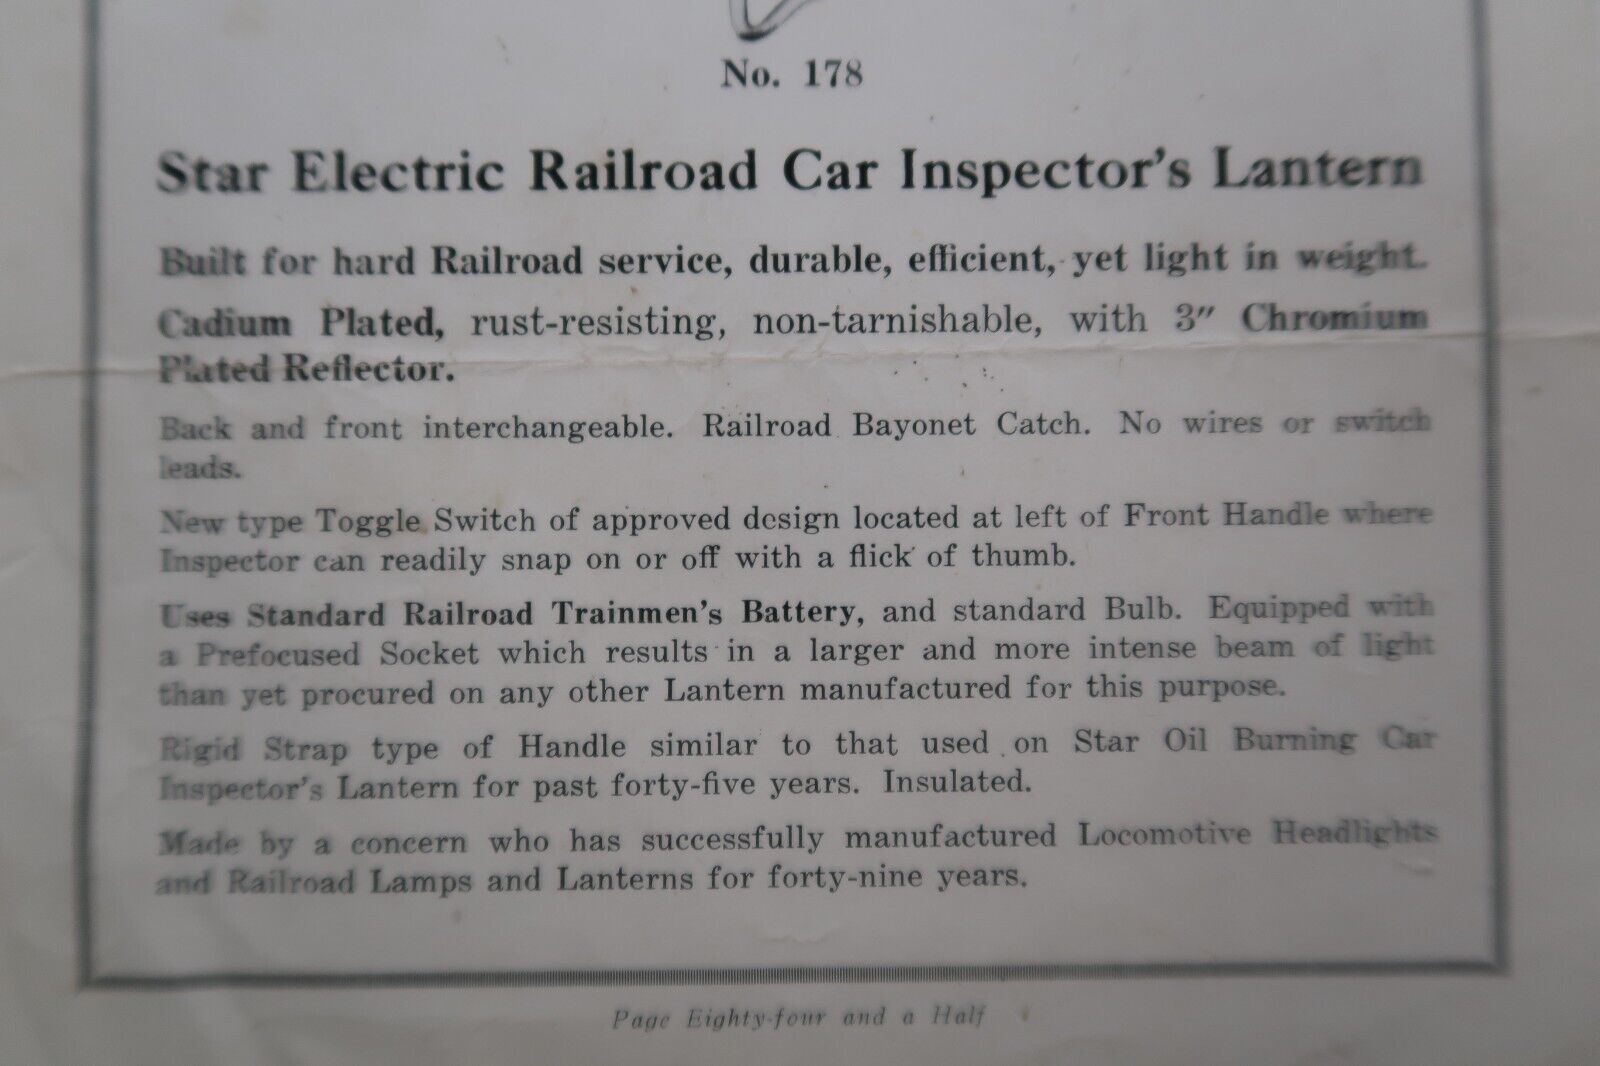 No. 178
Star Electric Railroad Car Inspector's Lantern
Built for hard Railroad service, durable, efficient, yet light in weight.
Cadium Plated, rust-resisting, non-tarnishable, with 3" Chromium
Plated Reflector.
Back and front interchangeable. Railroad Bayonet Catch. No wires or switch
leads.
New type Toggle Switch of approved design located at left of Front Handle where
Inspector can readily snap on or off with a flick of thumb.
Uses Standard Railroad Trainmen's Battery, and standard Bulb. Equipped with
a Prefocused Socket which results in a larger and more intense beam of light
than yet procured on any other Lantern manufactured for this purpose.
Rigid Strap type of Handle similar to that used on Star Oil Burning Car
Inspector's Lantern for past forty-five years. Insulated.
Made by a concern who has successfully manufactured Locomotive Headlights
and Railroad Lamps and Lanterns for forty-nine years.
Page Eighty-four and a Half